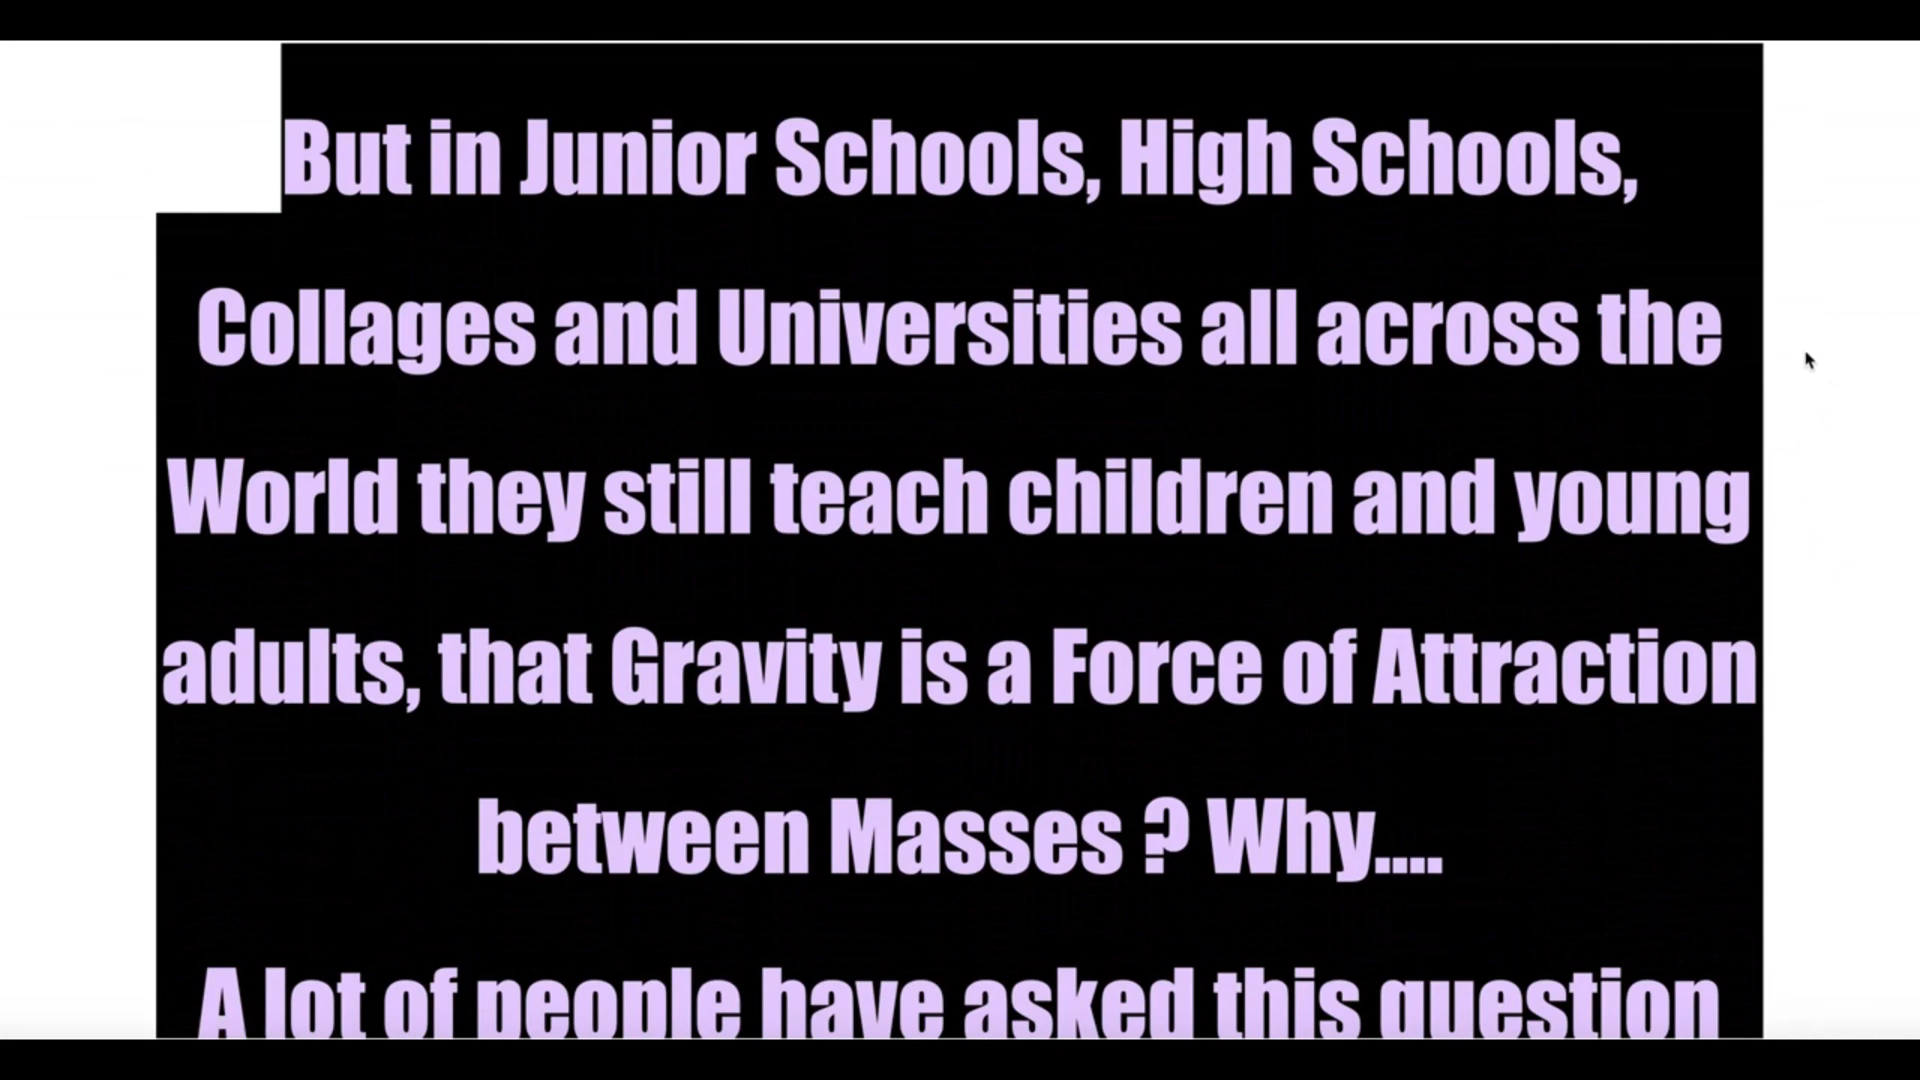 But in Junior Schools, High Schools,
Collages and Universities all across the
World they still teach children and young
adults, that Gravity is a Force of Attraction
between Masses ? Why....
A lot of people have asked this question